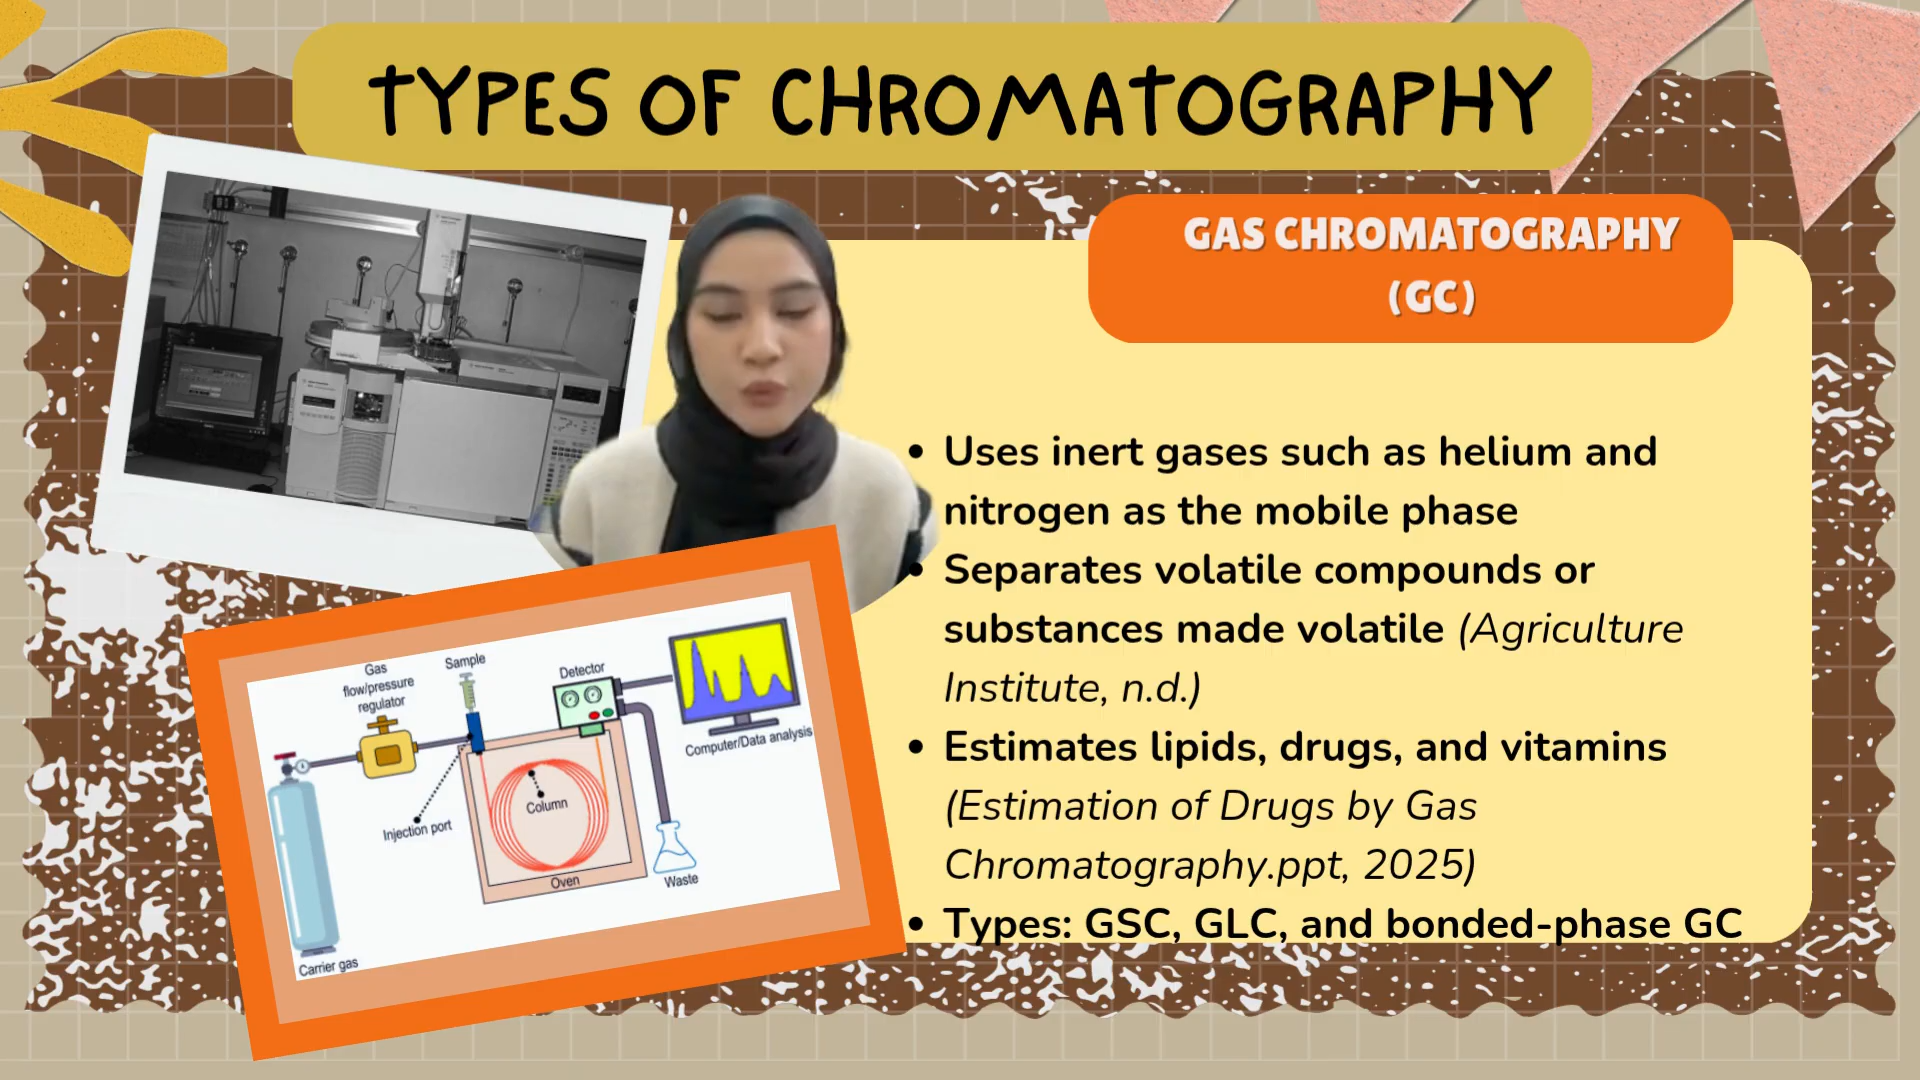 TYPES OF CHROMATOGRAPHY
GAS CHROMATOGRAPHY
(GC)
• Uses inert gases such as helium and
nitrogen as the mobile phase
• Separates volatile compounds or
substances made volatile (Agriculture
Institute, n.d.)
• Estimates lipids, drugs, and vitamins
(Estimation of Drugs by Gas
Chromatography.ppt, 2025)
• Types: GSC, GLC, and bonded-phase GC
Gas
flow/pressure
regulator
Sample
Detector
Computer/Data analysis
Injection port
Column
Oven
Waste
Carrier gas